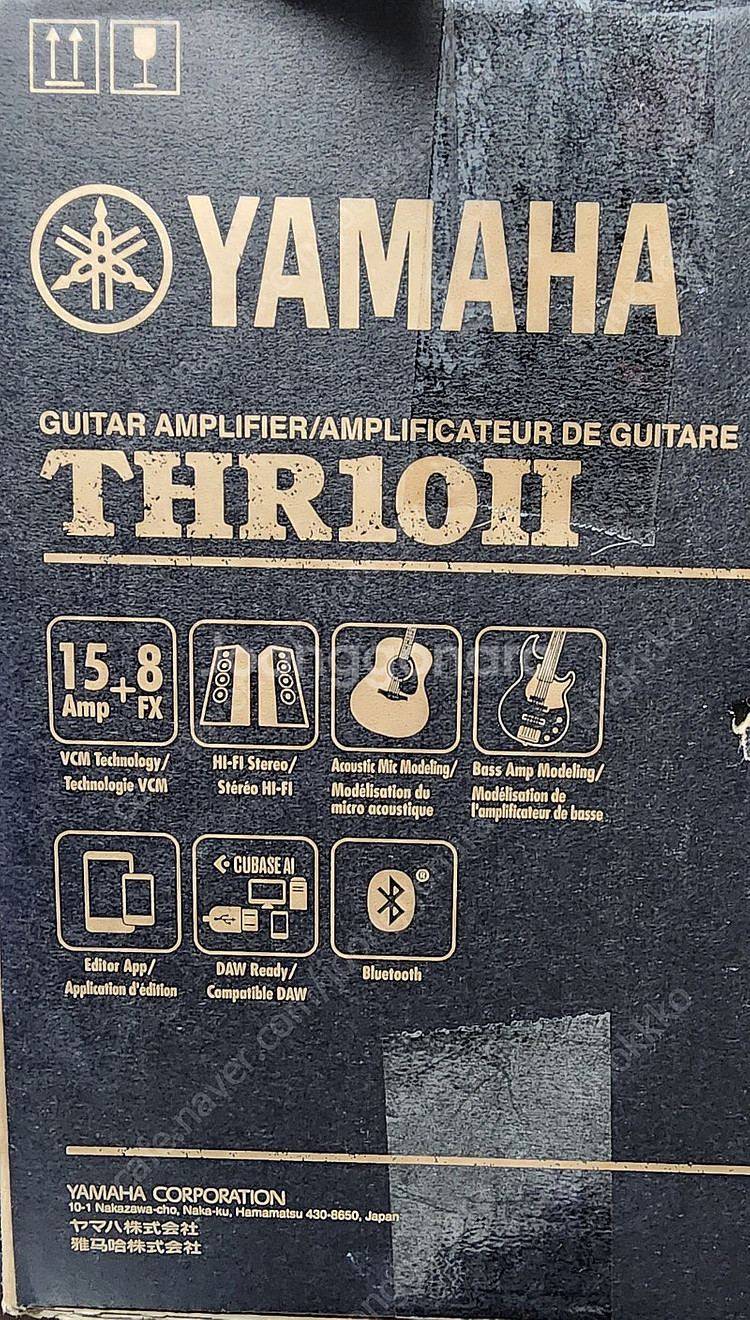 YAMAHA
GUITAR AMPLIFIER/AMPLIFICATEUR DE GUITARE
THR10II
15 Amp + 8 FX
VCM Technology/
Technologie VCM
HI-FI Stereo/
Stéréo HI-FI
Acoustic Mic Modeling/
Modélisation du
micro acoustique
Bass Amp Modeling/
Modélisation de
l'amplificateur de basse
Editor App/
Application d'édition
CUBASE AI
DAW Ready/
Compatible DAW
®
Bluetooth
YAMAHA CORPORATION
10-1 Nakazawa-cho, Naka-ku, Hamamatsu 430-8650, Japan
ヤマハ株式会社
雅马哈株式会社